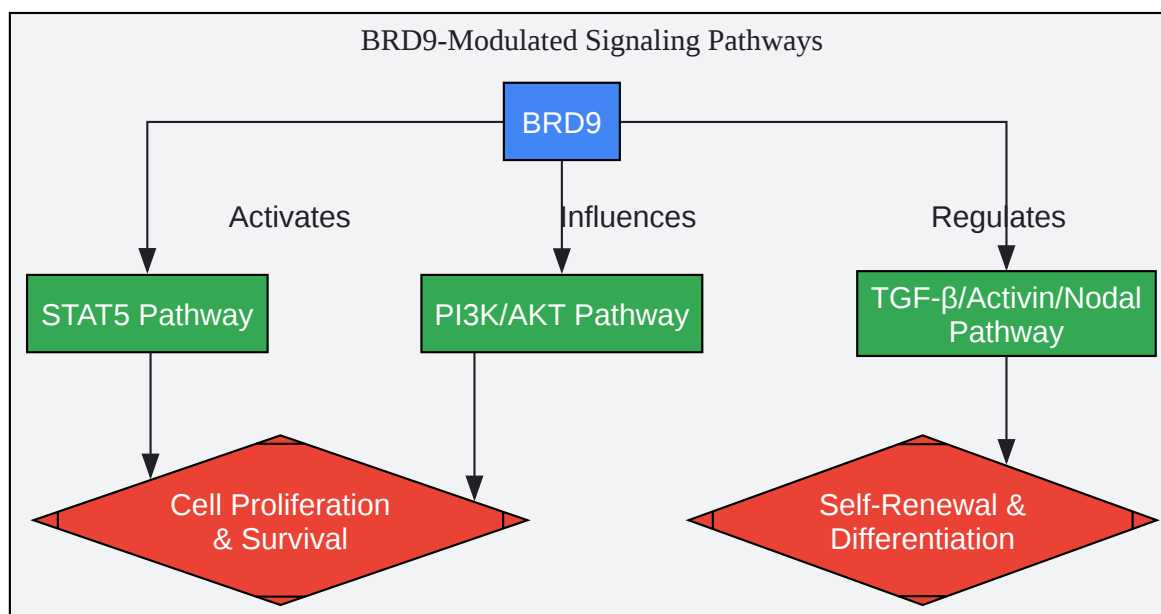 BRD9-Modulated Signaling Pathways
BRD9
Activates
Influences
Regulates
STAT5 Pathway
PI3K/AKT Pathway
TGF-β/Activin/Nodal
Pathway
Cell Proliferation
& Survival
Self-Renewal &
Differentiation